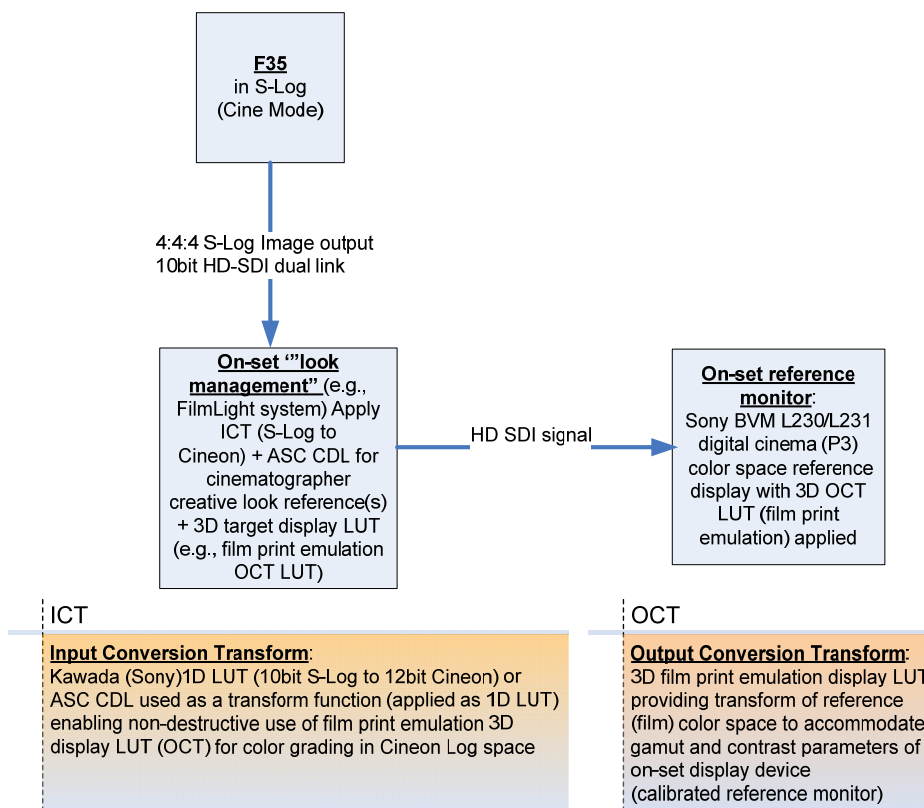 F35
in S-Log
(Cine Mode)
4:4:4 S-Log Image output
10bit HD-SDI dual link
On-set ‘”look
management” (e.g.,
FilmLight system) Apply
ICT (S-Log to
Cineon) + ASC CDL for
cinematographer
creative look reference(s)
+ 3D target display LUT
(e.g., film print emulation
OCT LUT)
HD SDI signal
On-set reference
monitor:
Sony BVM L230/L231
digital cinema (P3)
color space reference
display with 3D OCT
LUT (film print
emulation) applied
ICT
Input Conversion Transform:
Kawada (Sony)1D LUT (10bit S-Log to 12bit Cineon) or
ASC CDL used as a transform function (applied as 1D LUT)
enabling non-destructive use of film print emulation 3D
display LUT (OCT) for color grading in Cineon Log space
OCT
Output Conversion Transform:
3D film print emulation display LUT
providing transform of reference
(film) color space to accommodate
gamut and contrast parameters of
on-set display device
(calibrated reference monitor)